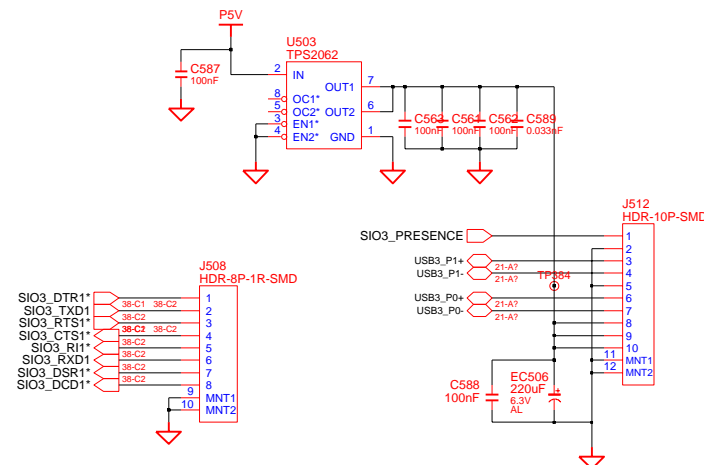 P5V
U503
TPS2062
C587
100nF
2
IN
OUT1
7
8
OC1*
5
OC2*
OUT2
6
3
EN1*
4
EN2*
GND
1
C563
100nF
C561
100nF
C562
100nF
C589
0.033nF
J512
HDR-10P-SMD
SIO3_PRESENCE
1
2
USB3_P1+
21-A?
3
USB3_P1-
21-A?
4
TP384
5
USB3_P0+
21-A?
6
USB3_P0-
21-A?
7
8
9
10
11
MNT1
12
MNT2
J508
HDR-8P-1R-SMD
SIO3_DTR1*
38-C1 38-C2
1
SIO3_TXD1
38-C2
2
SIO3_RTS1*
38-C2 38-C2
3
SIO3_CTS1*
38-C2
4
SIO3_RI1*
38-C2
5
SIO3_RXD1
38-C2
6
SIO3_DSR1*
38-C2
7
SIO3_DCD1*
38-C2
8
9
MNT1
10
MNT2
C588
100nF
EC506
220uF
6.3V
AL
+